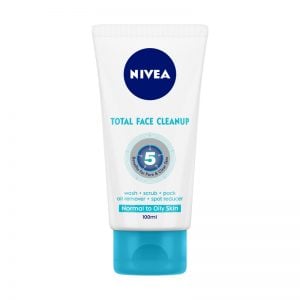 NIVEA
TOTAL FACE CLEANUP
5
wash • scrub • pack
oil remover • spot reducer
Normal to Oily Skin
100ml